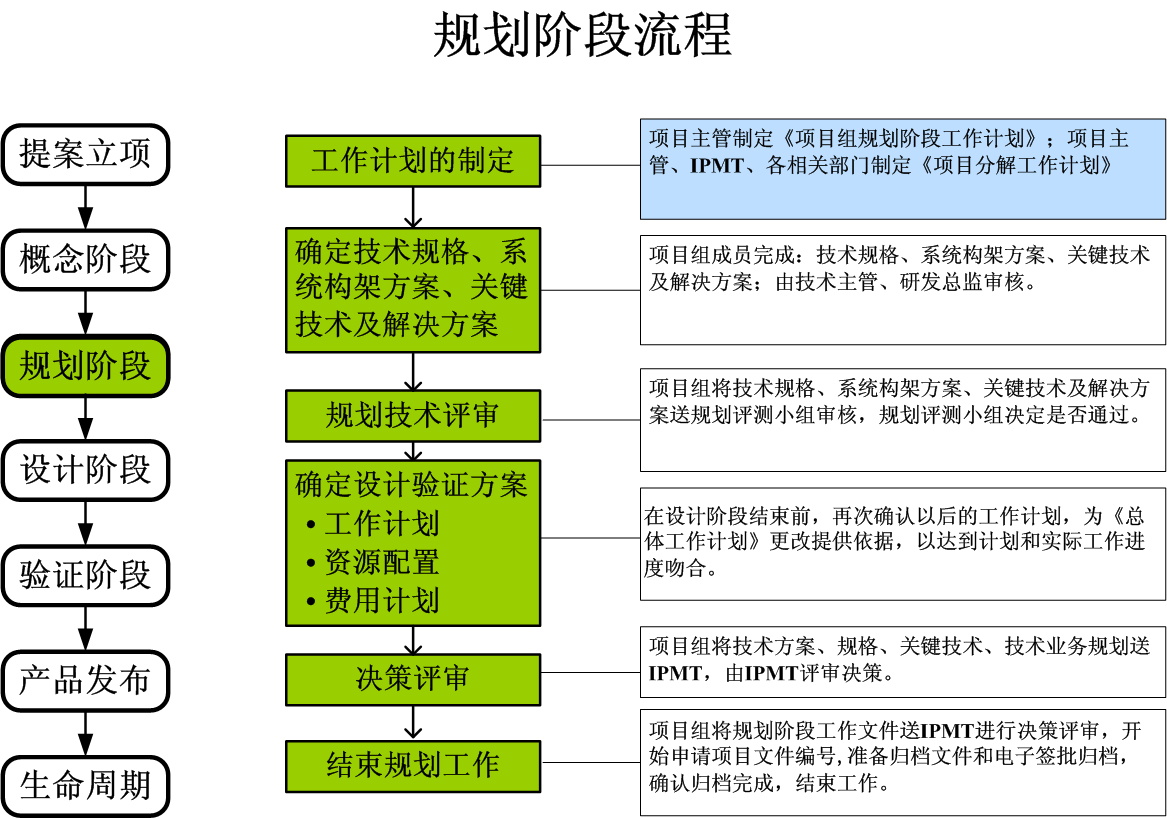 规划阶段流程
提案立项
概念阶段
规划阶段
设计阶段
验证阶段
产品发布
生命周期
工作计划的制定
项目主管制定《项目组规划阶段工作计划》；项目主
管、IPMT、各相关部门制定《项目分解工作计划》
确定技术规格、系
统构架方案、关键
技术及解决方案
项目组成员完成：技术规格、系统构架方案、关键技术
及解决方案；由技术主管、研发总监审核。
规划技术评审
项目组将技术规格、系统构架方案、关键技术及解决方
案送规划评测小组审核，规划评测小组决定是否通过。
确定设计验证方案
• 工作计划
• 资源配置
• 费用计划
在设计阶段结束前，再次确认以后的工作计划，为《总
体工作计划》更改提供依据，以达到计划和实际工作进
度吻合。
决策评审
项目组将技术方案、规格、关键技术、技术业务规划送
IPMT，由IPMT评审决策。
结束规划工作
项目组将规划阶段工作文件送IPMT进行决策评审，开
始申请项目文件编号,准备归档文件和电子签批归档，
确认归档完成，结束工作。